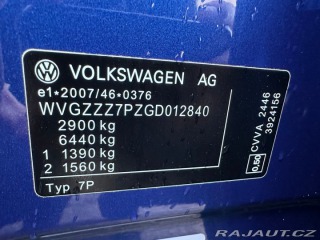 VOLKSWAGEN AG
e1*2007/46*0376
WVGZZZ7PZGD012840
2900 kg
6440 kg
1 1390 kg
2 1560 kg
Typ 7P
0,50
CVVA 2446
3924156
RAJAUT.CZ